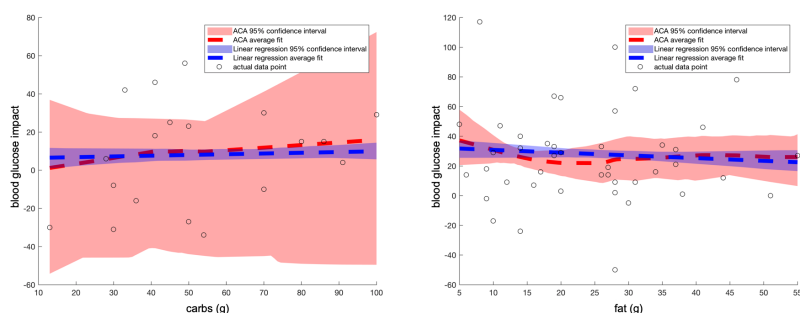 80
60
40
20
0
-20
-40
-60
blood glucose impact
ACA 95% confidence interval
ACA average fit
Linear regression 95% confidence interval
Linear regression average fit
actual data point
10 20 30 40 50 60 70 80 90 100
carbs (g)
120
100
80
60
40
20
0
-20
-40
-60
blood glucose impact
ACA 95% confidence interval
ACA average fit
Linear regression 95% confidence interval
Linear regression average fit
actual data point
5 10 15 20 25 30 35 40 45 50 55
fat (g)